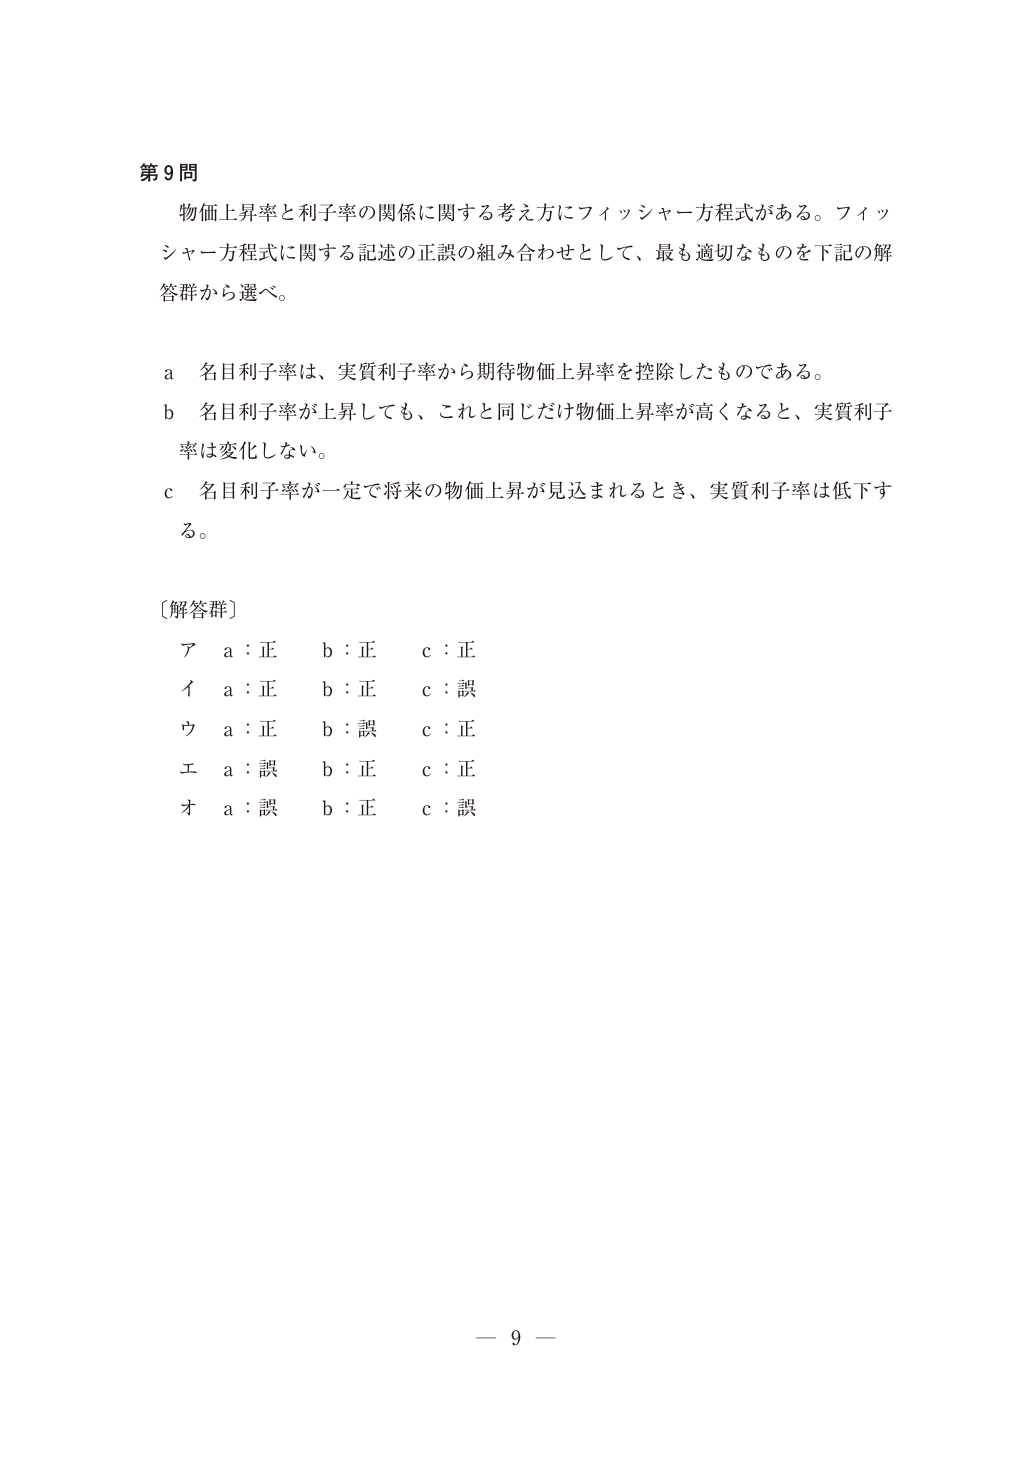 第9問
物価上昇率と利子率の関係に関する考え方にフィッシャー方程式がある。フィッ
シャー方程式に関する記述の正誤の組み合わせとして、最も適切なものを下記の解
答群から選べ。
a 名目利子率は、実質利子率から期待物価上昇率を控除したものである。
b 名目利子率が上昇しても、これと同じだけ物価上昇率が高くなると、実質利子
率は変化しない。
c 名目利子率が一定で将来の物価上昇が見込まれるとき、実質利子率は低下す
る。
〔解答群〕
ア a:正 b:正 c:正
イ a:正 b:正 c:誤
ウ a:正 b:誤 c:正
エ a:誤 b:正 c:正
オ a:誤 b:正 c:誤
— 9 —